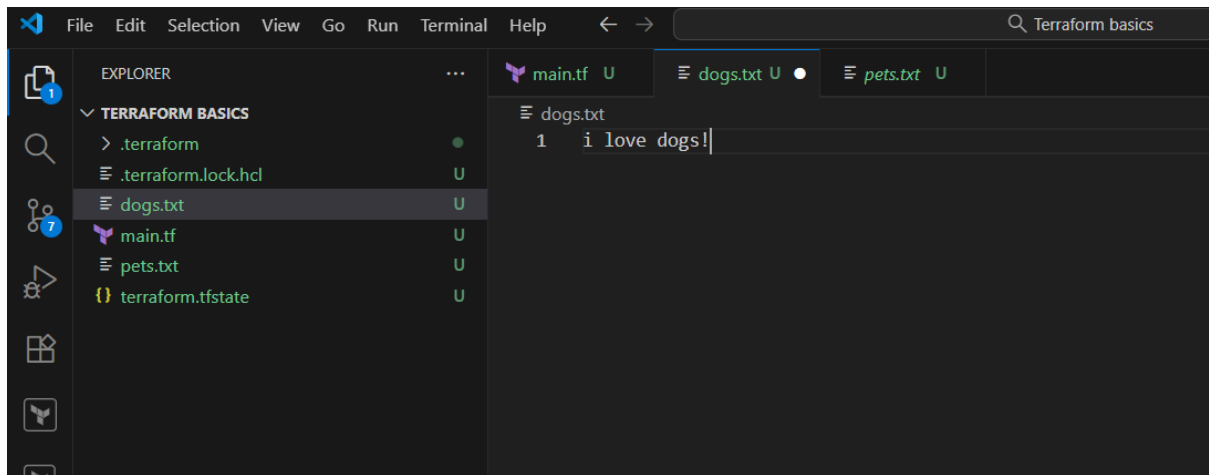 File Edit Selection View Go Run Terminal Help ← → Terraform basics
EXPLORER ...
main.tf U dogs.txt U ● pets.txt U
1
TERRAFORM BASICS
dogs.txt
.terraform
1 i love dogs!
.terraform.lock.hcl U
dogs.txt U
7
main.tf U
pets.txt U
{} terraform.tfstate U